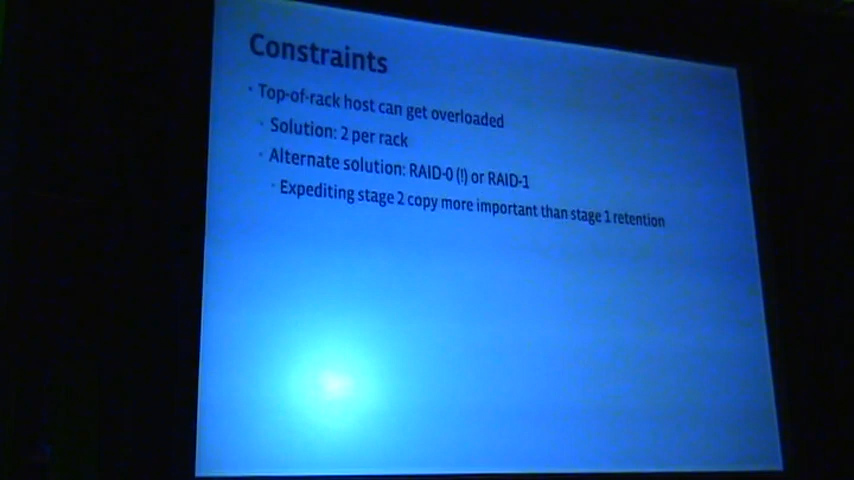 Constraints
Top-of-rack host can get overloaded
Solution: 2 per rack
Alternate solution: RAID-0 (!) or RAID-1
Expediting stage 2 copy more important than stage 1 retention